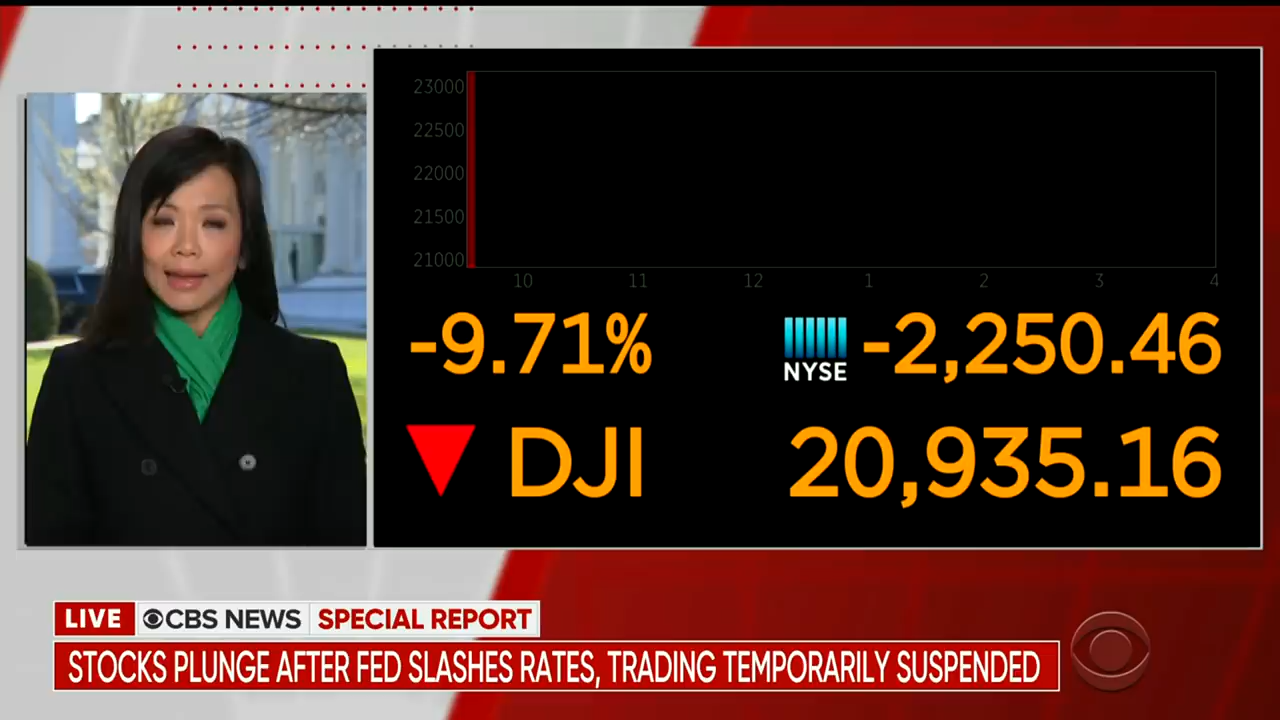 23000
22500
22000
21500
21000
10 11 12 1 2 3 4
-9.71% NYSE -2,250.46
DJI 20,935.16
LIVE CBS NEWS SPECIAL REPORT
STOCKS PLUNGE AFTER FED SLASHES RATES, TRADING TEMPORARILY SUSPENDED